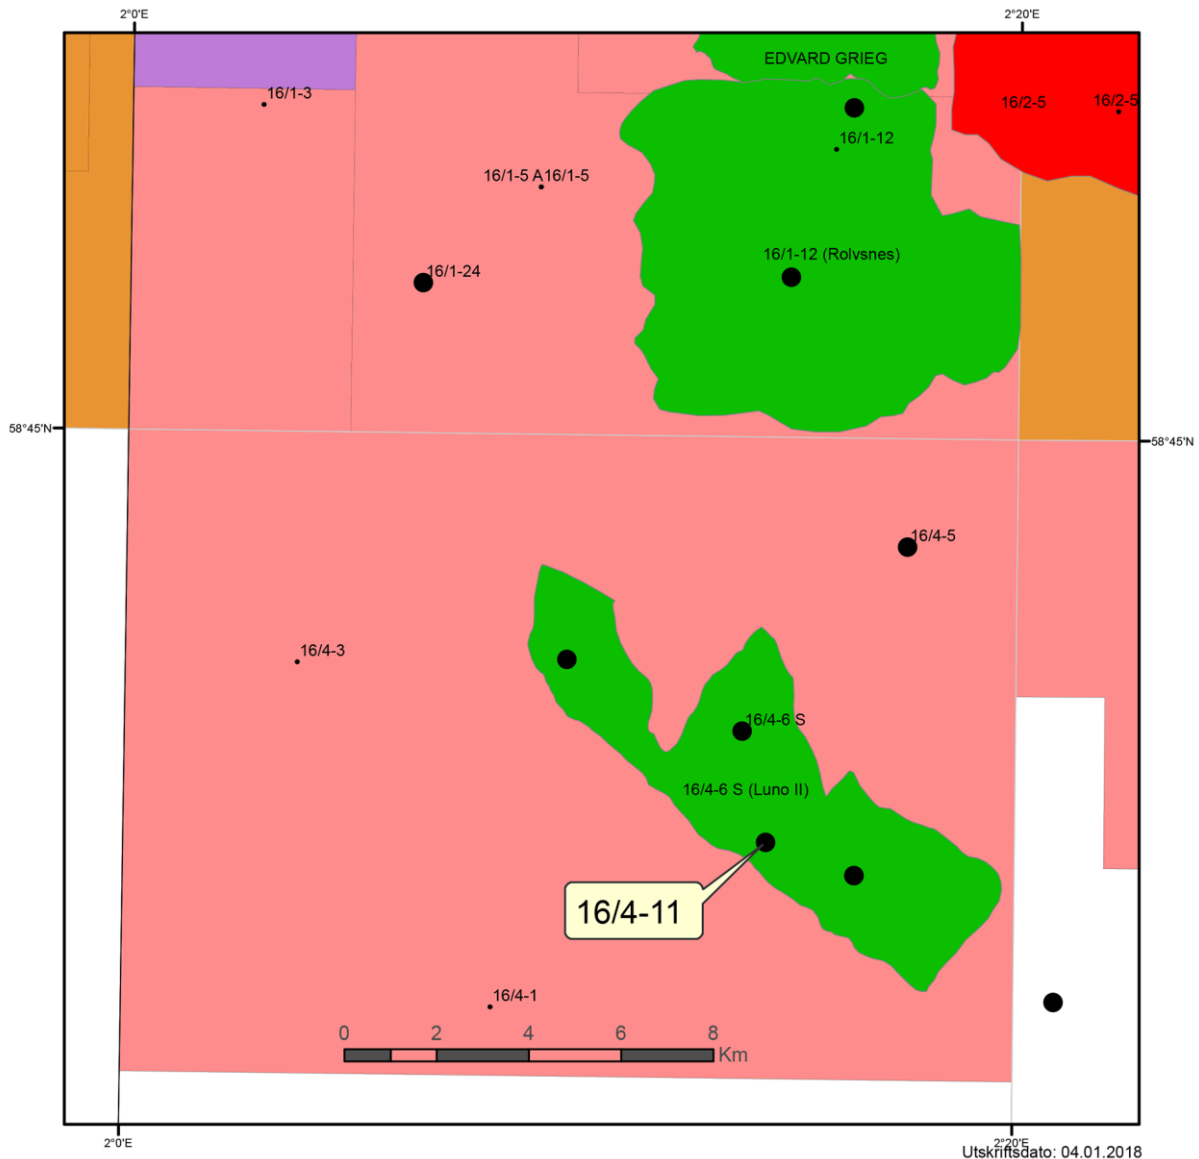 2°0'E
2°20'E
EDVARD GRIEG
16/1-3
16/2-5
16/2-5
16/1-12
16/1-5 A16/1-5
16/1-12 (Rolvsnes)
16/1-24
58°45'N
58°45'N
16/4-5
16/4-3
16/4-6 S
16/4-6 S (Luno II)
16/4-11
16/4-1
0 2 4 6 8
Km
2°0'E
2°20'E
Utskriftsdato: 04.01.2018